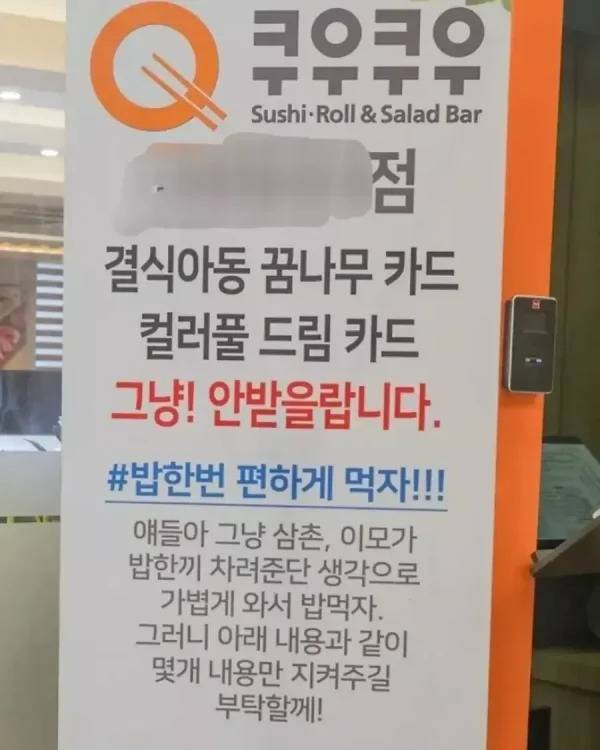 쿠우쿠우
Sushi·Roll & Salad Bar
점
결식아동 꿈나무 카드
컬러풀 드림 카드
그냥! 안받을랍니다.
#밥한번 편하게 먹자!!!
얘들아 그냥 삼촌, 이모가
밥한끼 차려준단 생각으로
가볍게 와서 밥먹자.
그러니 아래 내용과 같이
몇개 내용만 지켜주길
부탁할께!